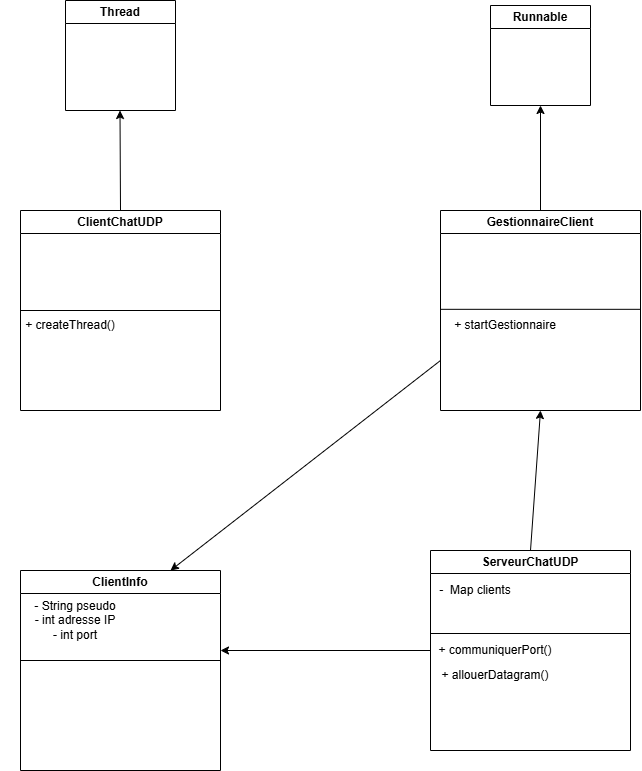 Thread
Runnable
ClientChatUDP
+ createThread()
GestionnaireClient
+ startGestionnaire
ClientInfo
- String pseudo
- int adresse IP
- int port
ServeurChatUDP
- Map clients
+ communiquerPort()
+ allouerDatagram()